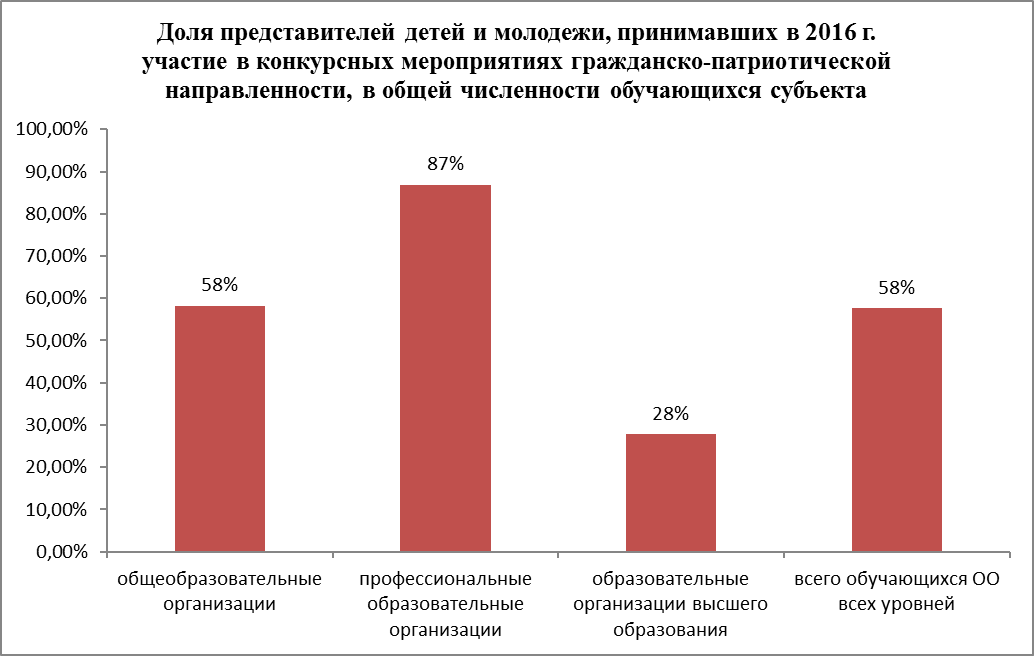 Доля представителей детей и молодежи, принимавших в 2016 г.
участие в конкурсных мероприятиях гражданско-патриотической
направленности, в общей численности обучающихся субъекта
100,00%
90,00%
80,00%
70,00%
60,00%
50,00%
40,00%
30,00%
20,00%
10,00%
0,00%
58%
87%
28%
58%
общеобразовательные
организации
профессиональные
образовательные
организации
образовательные
организации высшего
образования
всего обучающихся ОО
всех уровней